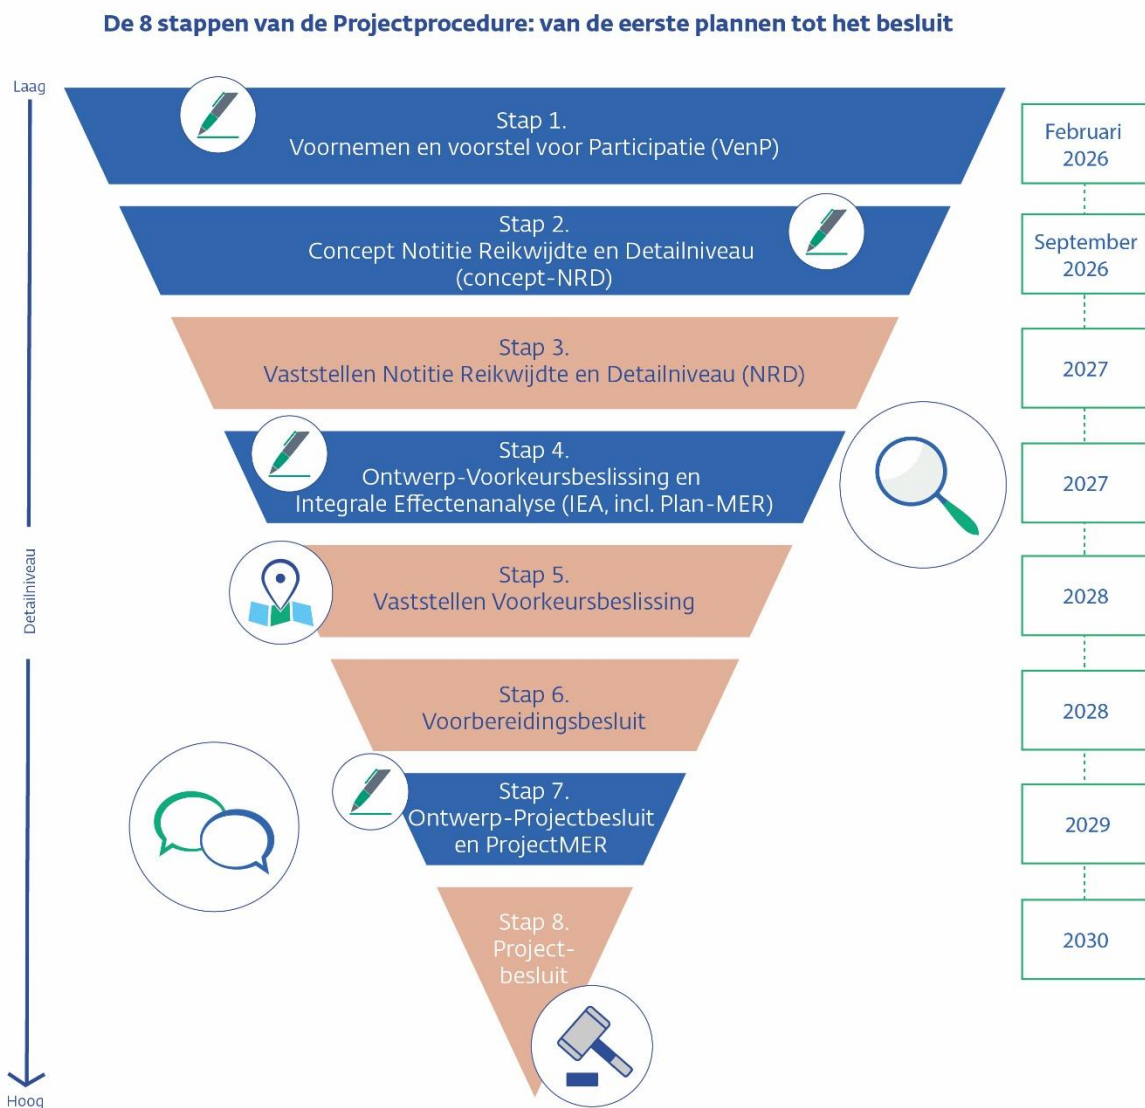 De 8 stappen van de Projectprocedure: van de eerste plannen tot het besluit
Laag
Stap 1.
Voornemen en voorstel voor Participatie (VenP)
Februari
2026
Stap 2.
Concept Notitie Reikwijdte en Detailniveau
(concept-NRD)
September
2026
Stap 3.
Vaststellen Notitie Reikwijdte en Detailniveau (NRD)
2027
Stap 4.
Ontwerp-Voorkeursbeslissing en
Integrale Effectenanalyse (IEA, incl. Plan-MER)
2027
Detailniveau
Stap 5.
Vaststellen Voorkeursbeslissing
2028
Stap 6.
Voorbereidingsbesluit
2028
Stap 7.
Ontwerp-Projectbesluit
en ProjectMER
2029
Stap 8.
Project-
besluit
2030
Hoog